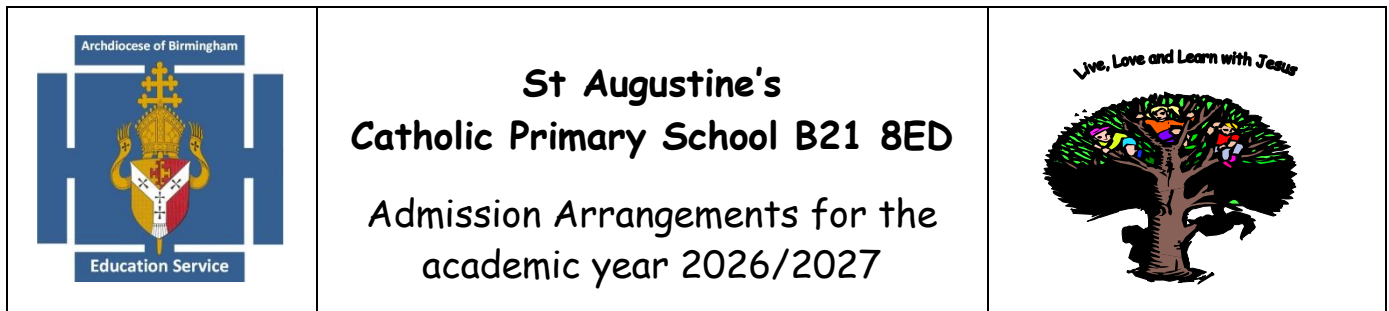 Archdiocese of Birmingham
Education Service
St Augustine's
Catholic Primary School B21 8ED
Admission Arrangements for the
academic year 2026/2027
Live, Love and Learn with Jesus